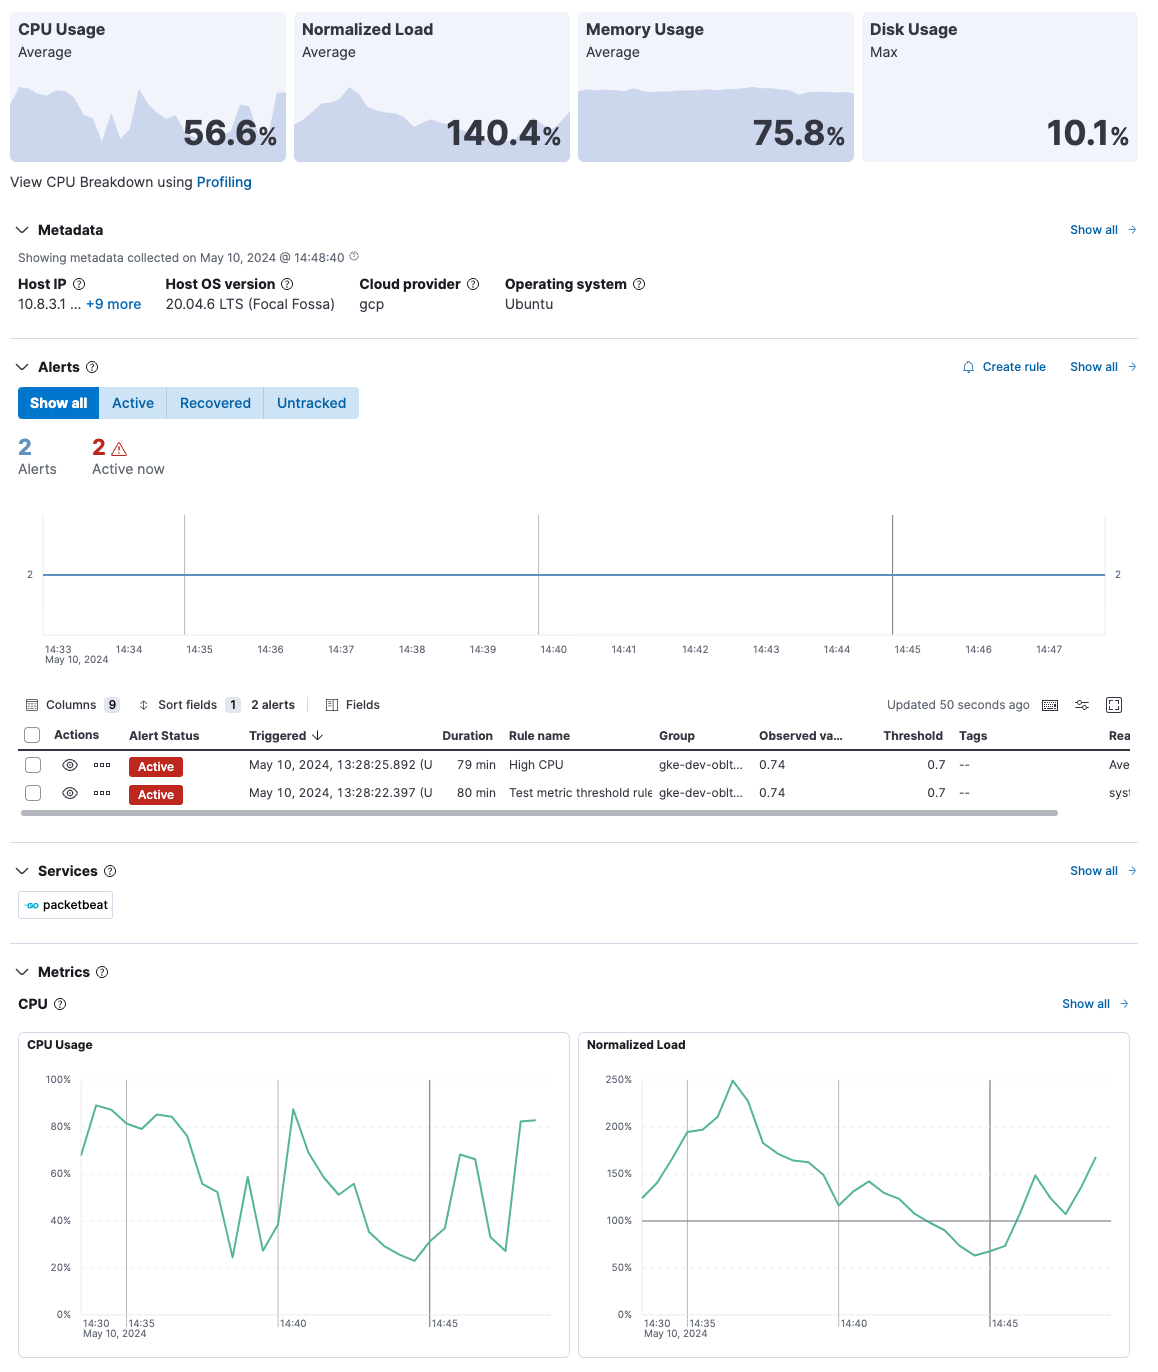 CPU Usage
Average
56.6%
Normalized Load
Average
140.4%
Memory Usage
Average
75.8%
Disk Usage
Max
10.1%
View CPU Breakdown using Profiling
Metadata
Show all
Showing metadata collected on May 10, 2024 @ 14:48:40
Host IP
10.8.3.1 ... +9 more
Host OS version
20.04.6 LTS (Focal Fossa)
Cloud provider
gcp
Operating system
Ubuntu
Alerts
Create rule
Show all
Show all Active Recovered Untracked
2
Alerts
2
Active now
2 2
14:33 14:34 14:35 14:36 14:37 14:38 14:39 14:40 14:41 14:42 14:43 14:44 14:45 14:46 14:47
May 10, 2024
Columns 9 Sort fields 1 2 alerts Fields Updated 50 seconds ago
Actions Alert Status Triggered Duration Rule name Group Observed va... Threshold Tags Rea
Active May 10, 2024, 13:28:25.892 (U 79 min High CPU gke-dev-oblt... 0.74 0.7 -- Ave
Active May 10, 2024, 13:28:22.397 (U 80 min Test metric threshold rule gke-dev-oblt... 0.74 0.7 -- syst
Services
Show all
GO packetbeat
Metrics
CPU
Show all
CPU Usage
100%
80%
60%
40%
20%
0%
14:30 14:35 14:40 14:45
May 10, 2024
Normalized Load
250%
200%
150%
100%
50%
0%
14:30 14:35 14:40 14:45
May 10, 2024